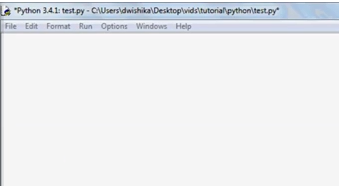 *Python 3.4.1: test.py - C:\Users\dwishika\Desktop\vids\tutorial\python\test.py*
File Edit Format Run Options Windows Help